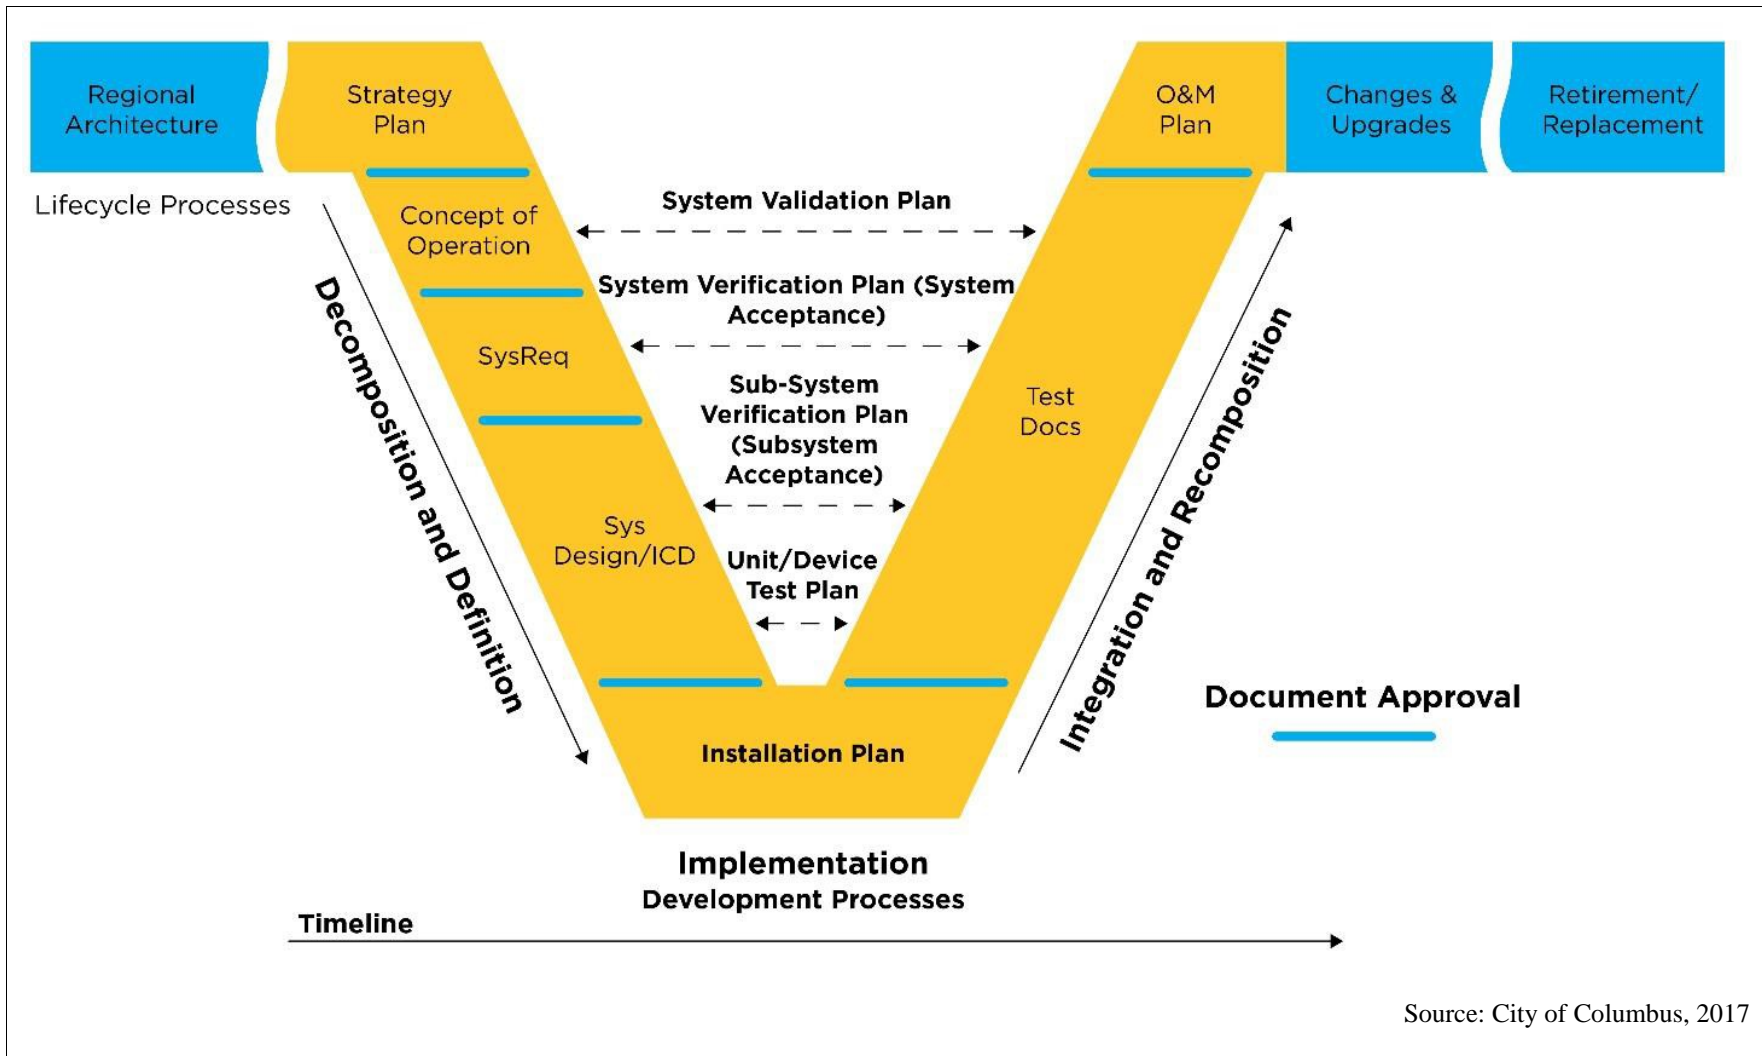 Regional
Architecture
Strategy
Plan
O&M
Plan
Changes &
Upgrades
Retirement/
Replacement
Lifecycle Processes
Concept of
Operation
System Validation Plan
System Verification Plan (System
Acceptance)
SysReq
Sub-System
Verification Plan
(Subsystem
Acceptance)
Test
Docs
Sys
Design/ICD
Unit/Device
Test Plan
Decomposition and Definition
Integration and Recomposition
Document Approval
Installation Plan
Implementation
Development Processes
Timeline
Source: City of Columbus, 2017